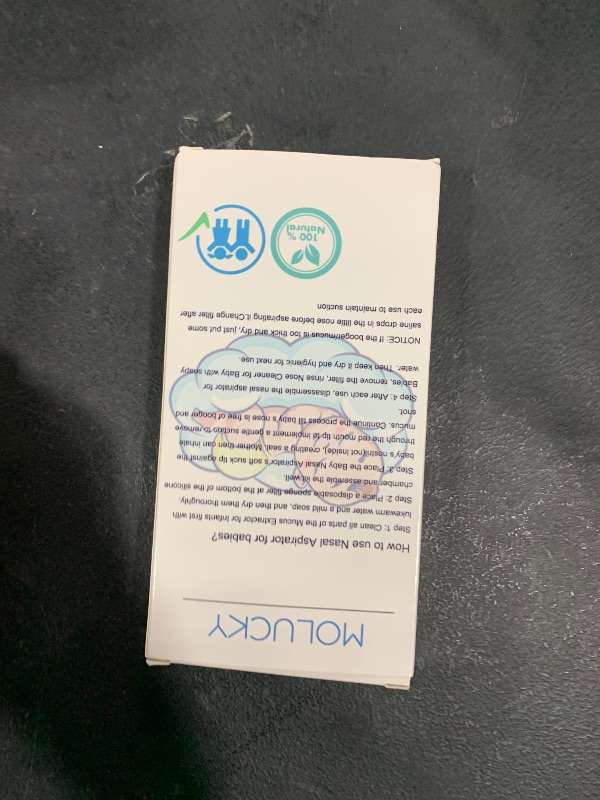 MOLUCKY
How to use Nasal Aspirator for babies?
Step 1: Clean all parts of the Mucus Extractor for Infants first with
lukewarm water and a mild soap, and then dry them thoroughly.
Step 2: Place a disposable sponge filter at the bottom of the silicone
chamber and assemble the lot well.
Step 3: Place the Baby Nasal Aspirator's soft suck tip against the
baby's nostril(not inside), creating a seal. Mother then can inhale
through the red mouth tip to implement a gentle suction to remove
mucus. Continue the process till baby's nose is free of booger and
snot.
Step 4: After each use, disassemble the nasal aspirator for
Babies, remove the filter, rinse Nose Cleaner for Baby with soapy
water. Then keep it dry and hygienic for next use.
NOTICE: If the booger/mucus is too thick and dry, just put some
saline in the drops in the little nose before aspirating it.Change filter after
each use to maintain suction
100 %
Natural